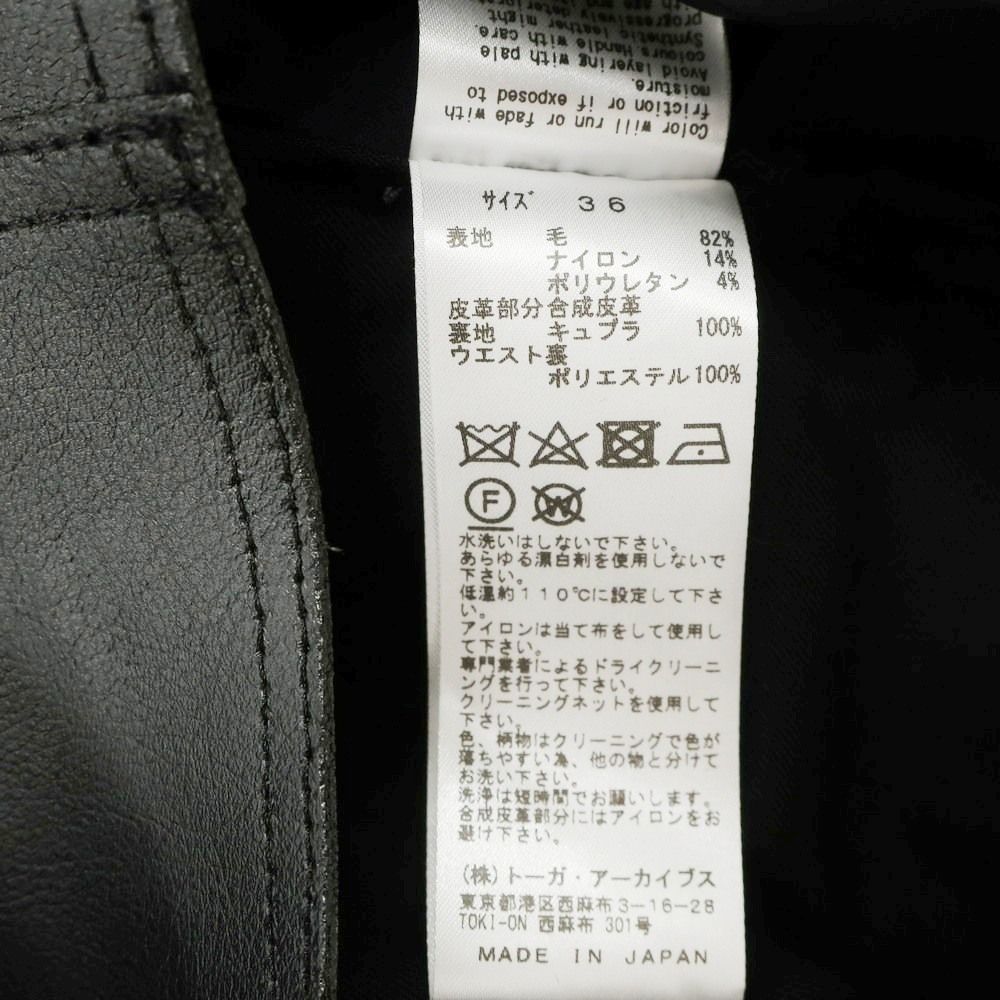 Color will run or fade with
friction or if exposed to
moisture.
Avoid layering with pale
colours. Handle with care.
Synthetic leather might
progressively
サイズ 36
表地 毛 82%
ナイロン 14%
ポリウレタン 4%
皮革部分 合成皮革
裏地 キュプラ 100%
ウエスト裏
ポリエステル 100%
F W
水洗いはしないで下さい。
あらゆる漂白剤を使用しないで
下さい。
低温約110℃に設定して下さ
い。
アイロンは当て布をして使用し
て下さい。
専門業者によるドライクリーニ
ングを行って下さい。
クリーニングネットを使用して
下さい。
色、柄物はクリーニングで色が
落ちやすい為、他の物と分けて
お洗い下さい。
洗浄は短時間でお願いします。
合成皮革部分にはアイロンをお
避け下さい。
(株)トーガ・アーカイブス
東京都港区西麻布3-16-28
TOKI-ON 西麻布 301号
MADE IN JAPAN